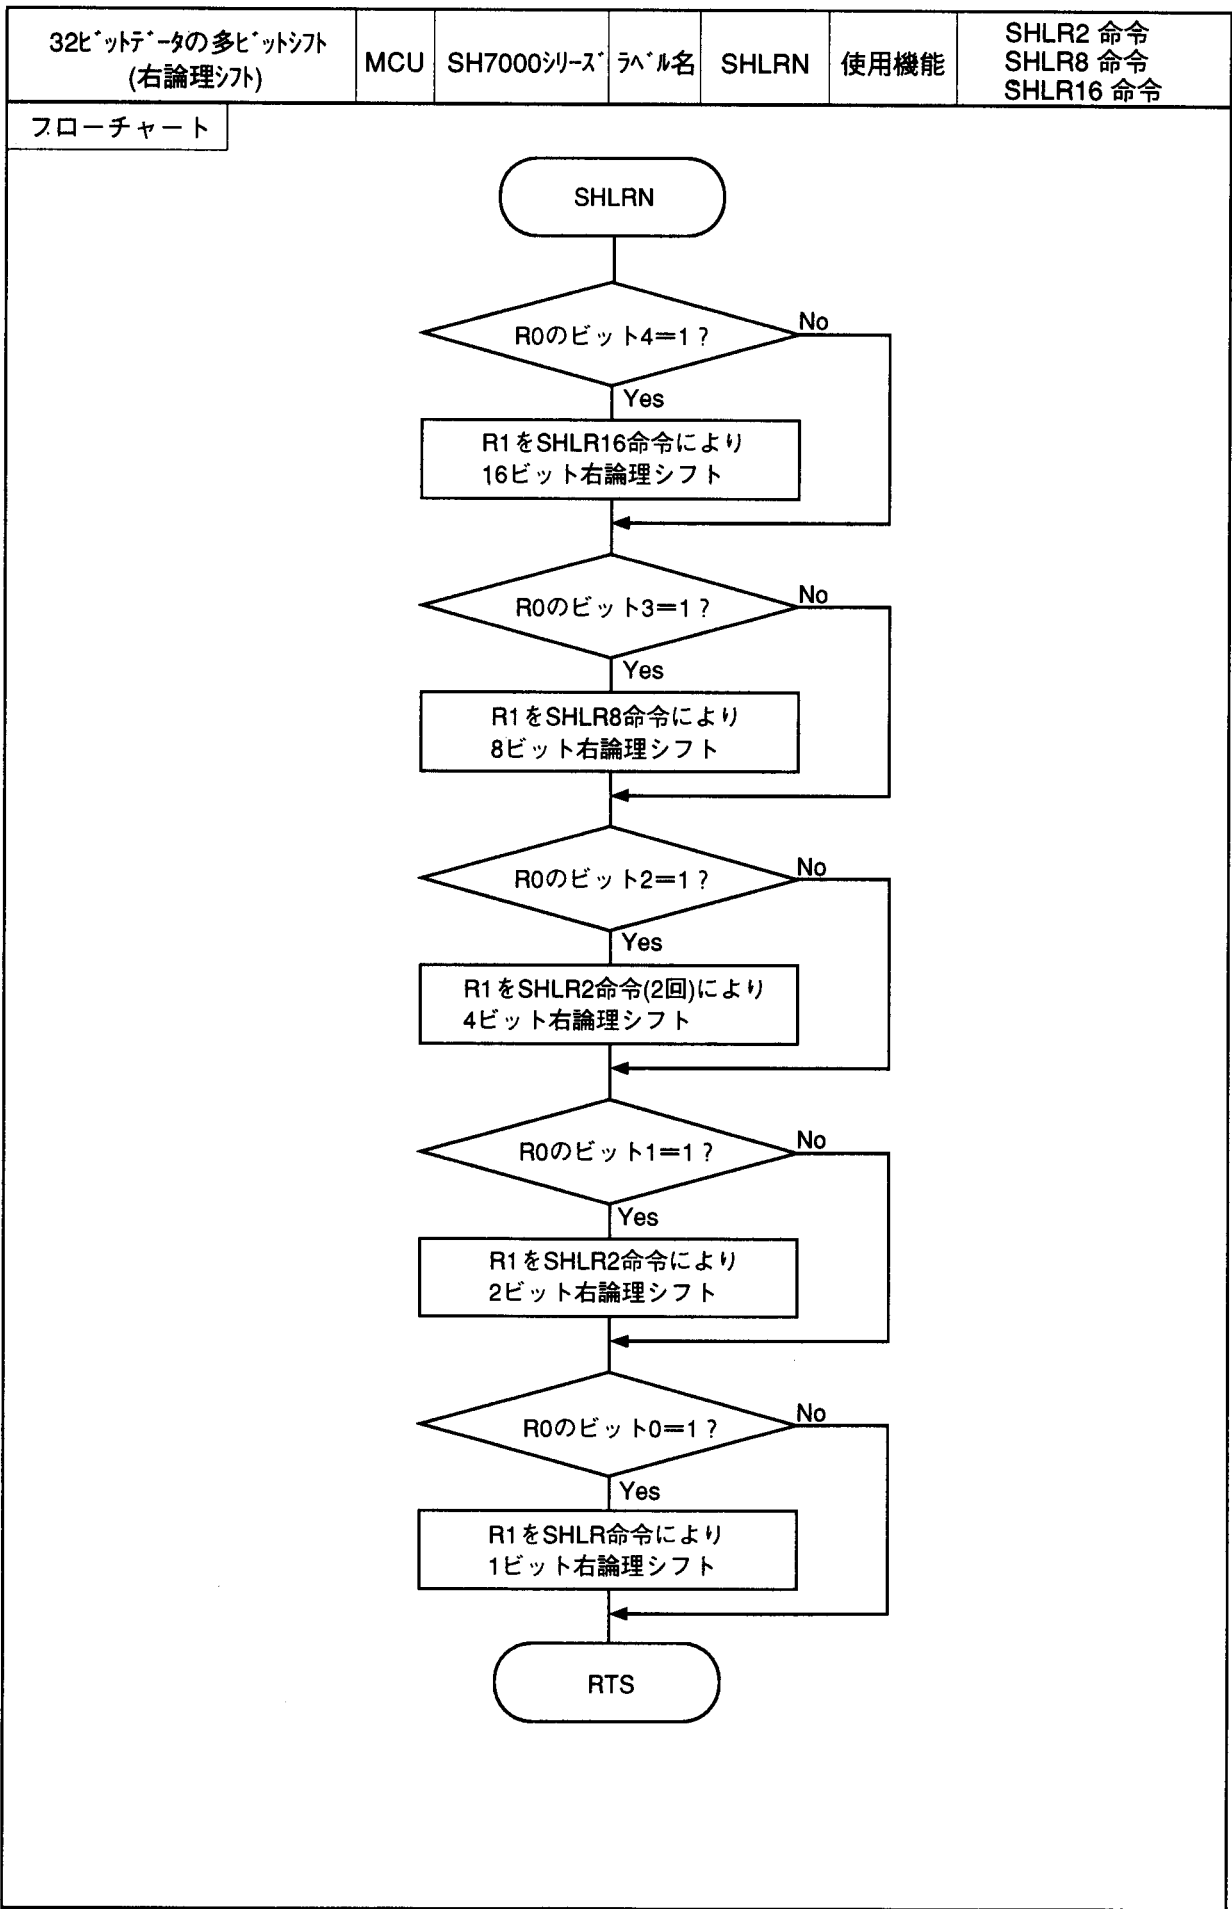 32ビットデータの多ビットシフト
(右論理シフト)
MCU
SH7000シリーズ
ラベル名
SHLRN
使用機能
SHLR2 命令
SHLR8 命令
SHLR16 命令
フローチャート
SHLRN
R0のビット4=1?
No
Yes
R1をSHLR16命令により
16ビット右論理シフト
R0のビット3=1?
No
Yes
R1をSHLR8命令により
8ビット右論理シフト
R0のビット2=1?
No
Yes
R1をSHLR2命令(2回)により
4ビット右論理シフト
R0のビット1=1?
No
Yes
R1をSHLR2命令により
2ビット右論理シフト
R0のビット0=1?
No
Yes
R1をSHLR命令により
1ビット右論理シフト
RTS